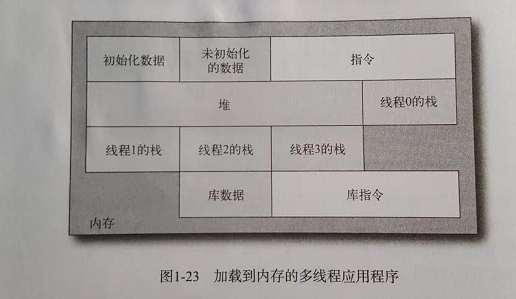 初始化数据
未初始化
的数据
指令
堆
线程0的栈
线程1的栈
线程2的栈
线程3的栈
库数据
库指令
内存
图1-23 加载到内存的多线程应用程序